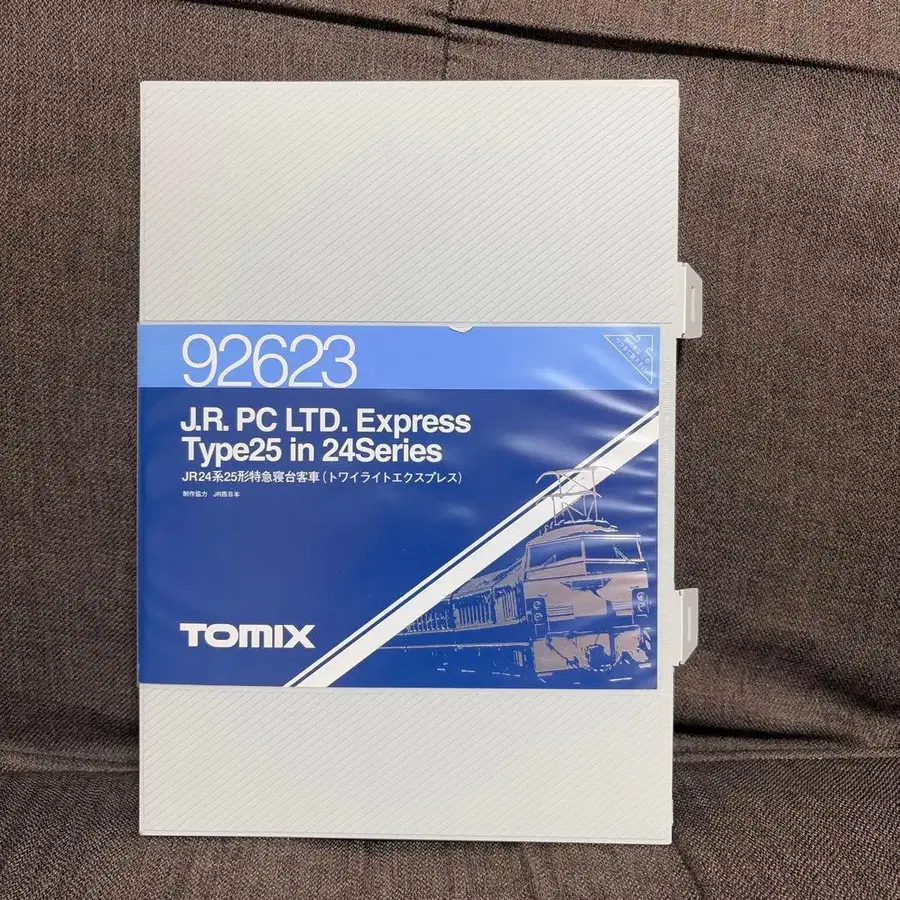 92623
J.R. PC LTD. Express
Type25 in 24Series
JR24系25形特急寝台客車(トワイライトエクスプレス)
制作協力 JR西日本
TOMIX